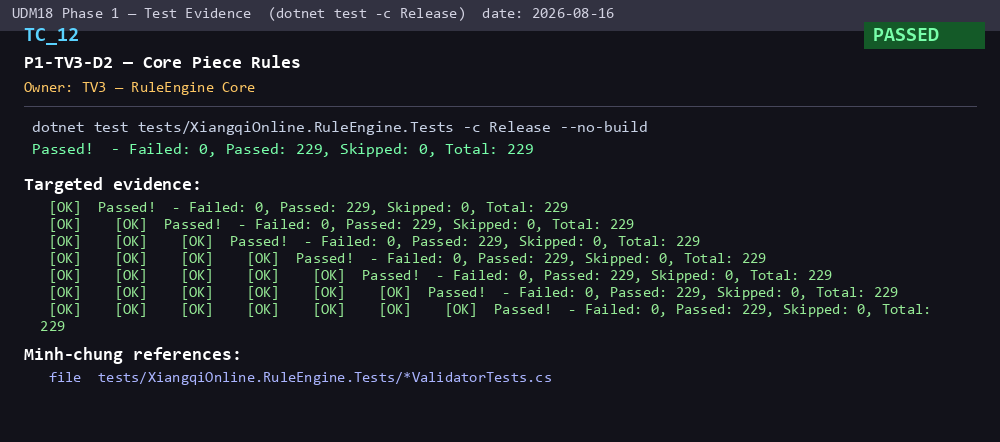 UDM18 Phase 1 — Test Evidence (dotnet test -c Release) date: 2026-08-16
TC_12
PASSED
P1-TV3-D2 — Core Piece Rules
Owner: TV3 — RuleEngine Core
dotnet test tests/XiangqiOnline.RuleEngine.Tests -c Release --no-build
Passed! - Failed: 0, Passed: 229, Skipped: 0, Total: 229
Targeted evidence:
[OK] Passed! - Failed: 0, Passed: 229, Skipped: 0, Total: 229
[OK] [OK] Passed! - Failed: 0, Passed: 229, Skipped: 0, Total: 229
[OK] [OK] [OK] Passed! - Failed: 0, Passed: 229, Skipped: 0, Total: 229
[OK] [OK] [OK] [OK] Passed! - Failed: 0, Passed: 229, Skipped: 0, Total: 229
[OK] [OK] [OK] [OK] [OK] Passed! - Failed: 0, Passed: 229, Skipped: 0, Total: 229
[OK] [OK] [OK] [OK] [OK] [OK] Passed! - Failed: 0, Passed: 229, Skipped: 0, Total: 229
[OK] [OK] [OK] [OK] [OK] [OK] [OK] Passed! - Failed: 0, Passed: 229, Skipped: 0, Total:
229
Minh-chung references:
file tests/XiangqiOnline.RuleEngine.Tests/*ValidatorTests.cs